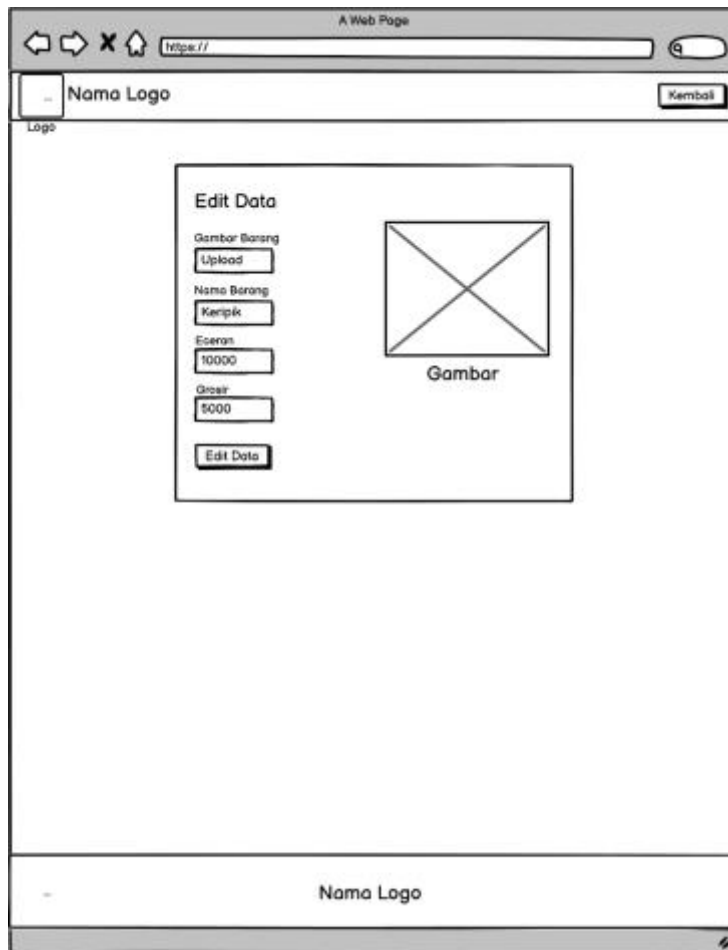 A Web Page
https://
Nama Logo
Kembali
Logo
Edit Data
Gambar Barang
Upload
Nama Barang
Keripik
Eceran
10000
Grosir
5000
Edit Data
Gambar
Nama Logo